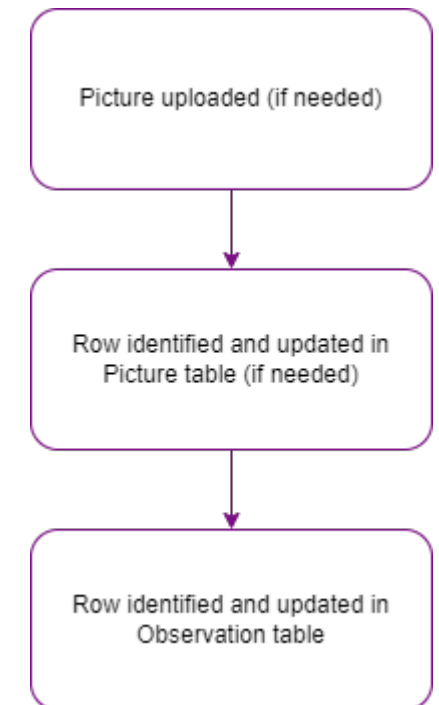 Picture uploaded (if needed)
Row identified and updated in
Picture table (if needed)
Row identified and updated in
Observation table